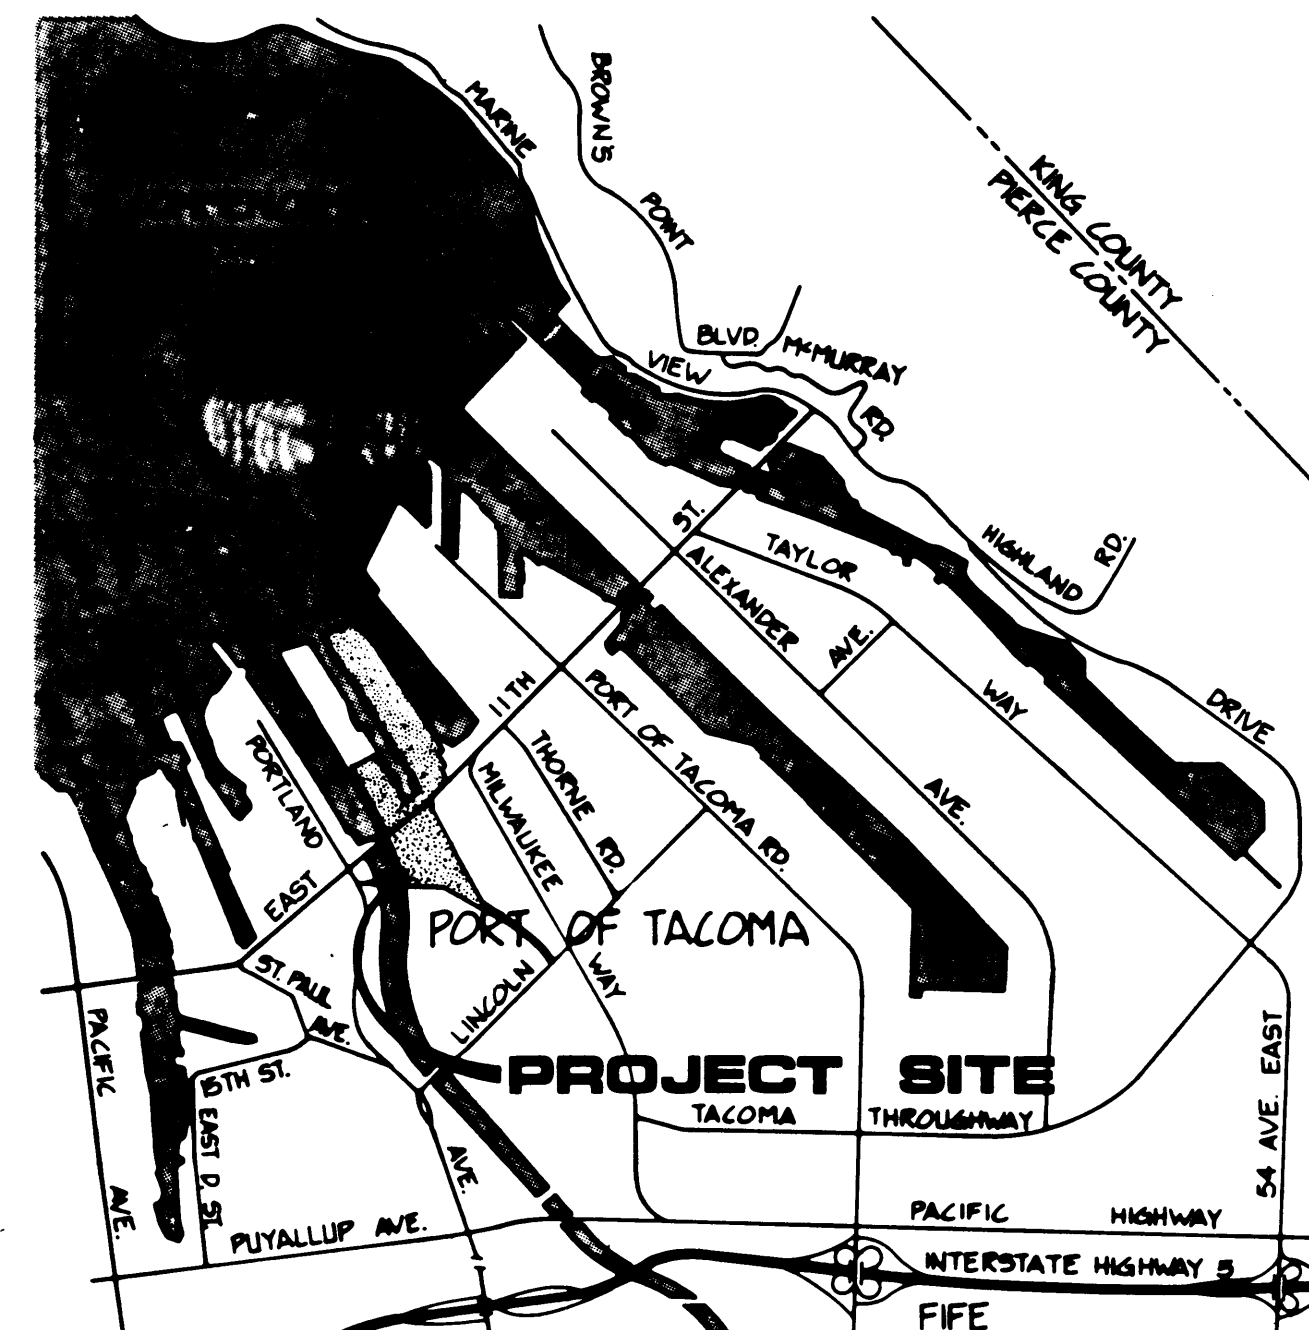 MARINE
BROWN'S
POINT
BLVD.
KING COUNTY
PIERCE COUNTY
VIEW
McMURRAY
RD.
ST.
TAYLOR
HIGHLAND
RD.
ALEXANDER
AVE.
WAY
DRIVE
11TH
PORT OF TACOMA RD.
THORNE
RD.
MILWAUKEE
AVE.
PORTLAND
EAST
PORT OF TACOMA
ST. PAUL
AVE.
LINCOLN
WAY
PACIFIC
15TH ST.
EAST D. ST.
PROJECT SITE
TACOMA THROUGHWAY
54 AVE. EAST
AVE.
AVE.
PUYALLUP AVE.
PACIFIC HIGHWAY
INTERSTATE HIGHWAY 5
FIFE